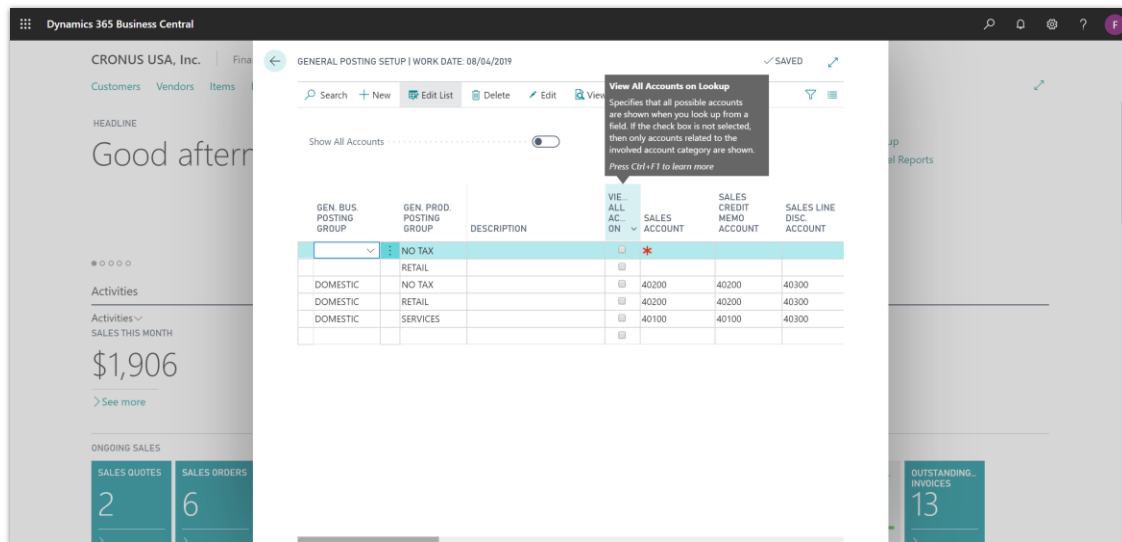 Dynamics 365 Business Central
?
F
CRONUS USA, Inc.
Fina
Customers Vendors Items
HEADLINE
Good aftern
Activities
Activities
SALES THIS MONTH
$1,906
See more
ONGOING SALES
SALES QUOTES
2
SALES ORDERS
6
GENERAL POSTING SETUP | WORK DATE: 08/04/2019
SAVED
Search New Edit List Delete Edit View
Show All Accounts
View All Accounts on Lookup
Specifies that all possible accounts
are shown when you look up from a
field. If the check box is not selected,
then only accounts related to the
involved account category are shown.
Press Ctrl+F1 to learn more
GEN. BUS.
POSTING
GROUP
GEN. PROD.
POSTING
GROUP
DESCRIPTION
VIE...
ALL
AC...
ON
SALES
ACCOUNT
SALES
CREDIT
MEMO
ACCOUNT
SALES LINE
DISC.
ACCOUNT
NO TAX *
RETAIL
DOMESTIC NO TAX 40200 40200 40300
DOMESTIC RETAIL 40200 40200 40300
DOMESTIC SERVICES 40100 40100 40300
up
el Reports
OUTSTANDING...
INVOICES
13